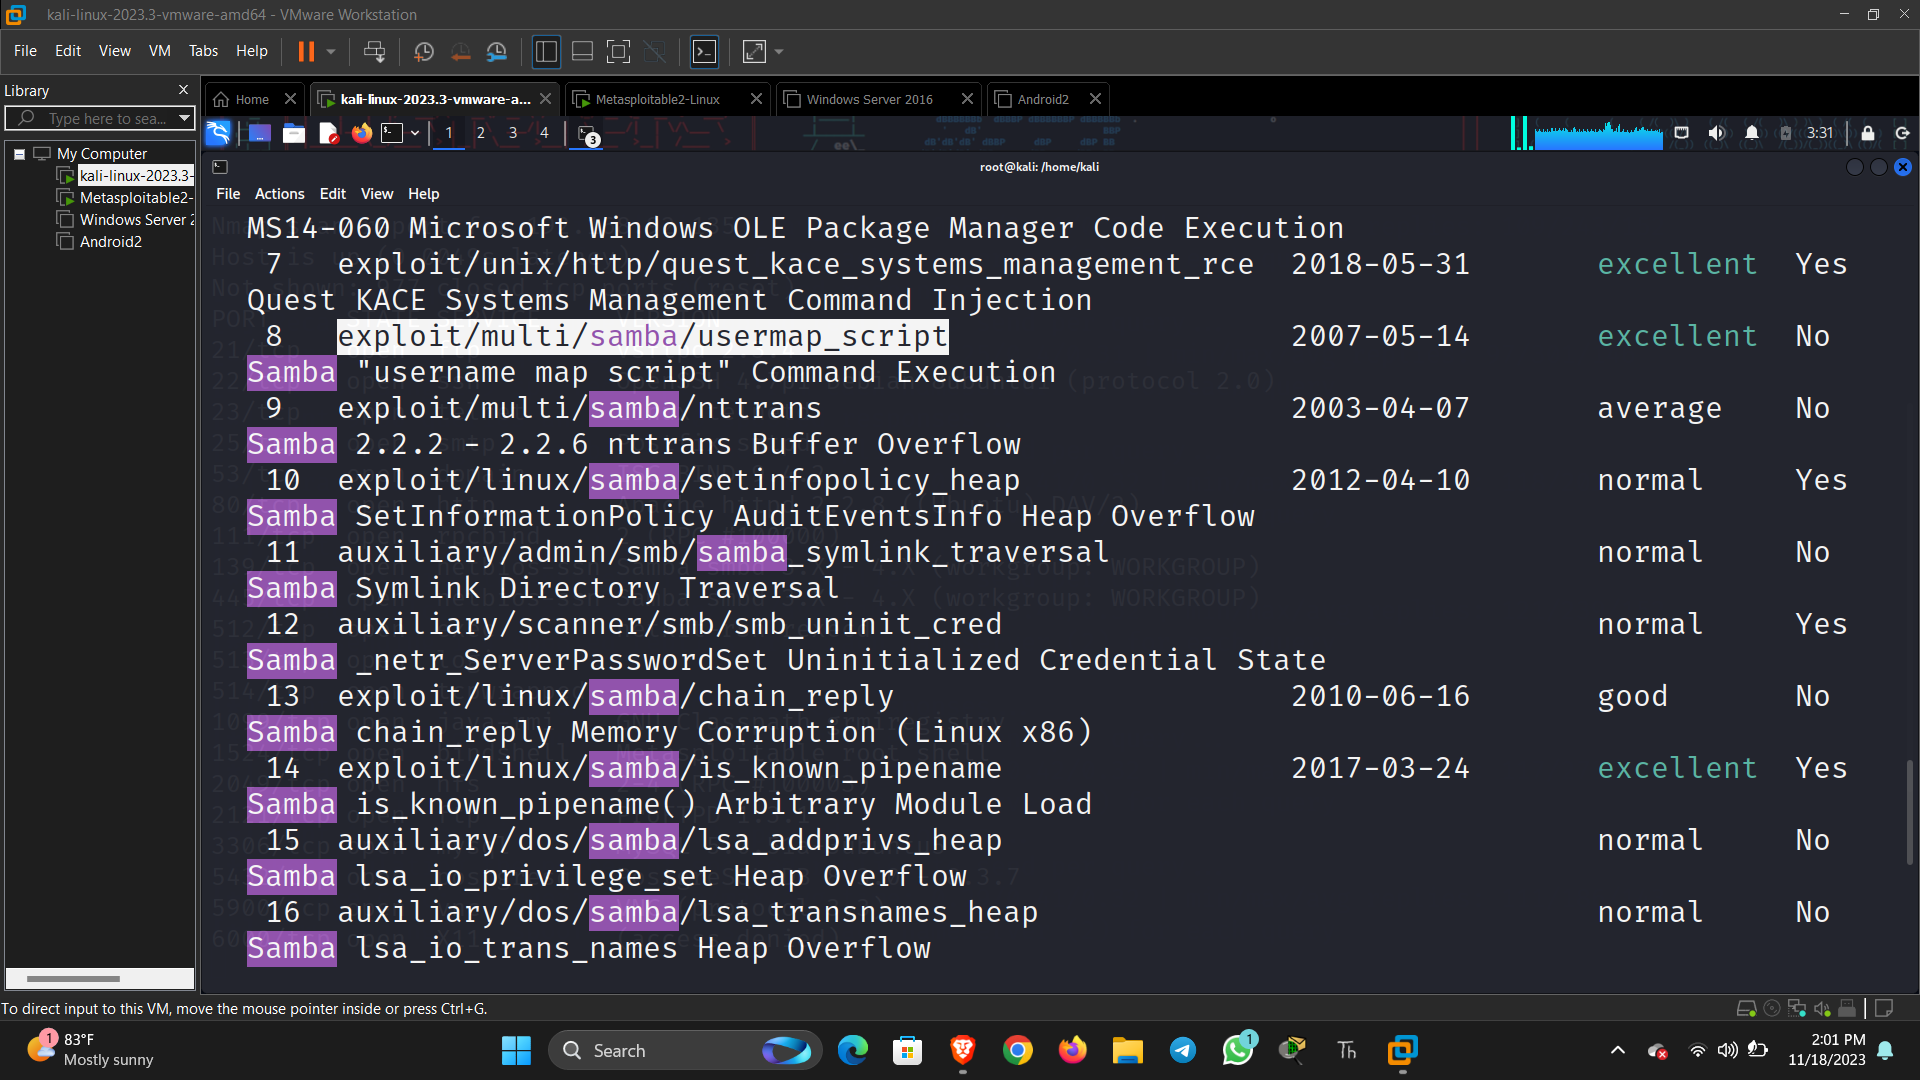 kali-linux-2023.3-vmware-amd64 - VMware Workstation
File Edit View VM Tabs Help
Library
Type here to sea...
Home
kali-linux-2023.3-vmware-a...
Metasploitable2-Linux
Windows Server 2016
Android2
1 2 3 4
3
3:31
My Computer
kali-linux-2023.3-
Metasploitable2-
Windows Server 2
Android2
root@kali: /home/kali
File Actions Edit View Help
MS14-060 Microsoft Windows OLE Package Manager Code Execution
7 exploit/unix/http/quest_kace_systems_management_rce 2018-05-31 excellent Yes
Quest KACE Systems Management Command Injection
8 exploit/multi/samba/usermap_script 2007-05-14 excellent No
Samba "username map script" Command Execution
9 exploit/multi/samba/nttrans 2003-04-07 average No
Samba 2.2.2 - 2.2.6 nttrans Buffer Overflow
10 exploit/linux/samba/setinfopolicy_heap 2012-04-10 normal Yes
Samba SetInformationPolicy AuditEventsInfo Heap Overflow
11 auxiliary/admin/smb/samba_symlink_traversal normal No
Samba Symlink Directory Traversal
12 auxiliary/scanner/smb/smb_uninit_cred normal Yes
Samba _netr_ServerPasswordSet Uninitialized Credential State
13 exploit/linux/samba/chain_reply 2010-06-16 good No
Samba chain_reply Memory Corruption (Linux x86)
14 exploit/linux/samba/is_known_pipename 2017-03-24 excellent Yes
Samba is_known_pipename() Arbitrary Module Load
15 auxiliary/dos/samba/lsa_addprivs_heap normal No
Samba lsa_io_privilege_set Heap Overflow
16 auxiliary/dos/samba/lsa_transnames_heap normal No
Samba lsa_io_trans_names Heap Overflow
To direct input to this VM, move the mouse pointer inside or press Ctrl+G.
1
83°F
Mostly sunny
Search
1
Th
2:01 PM
11/18/2023